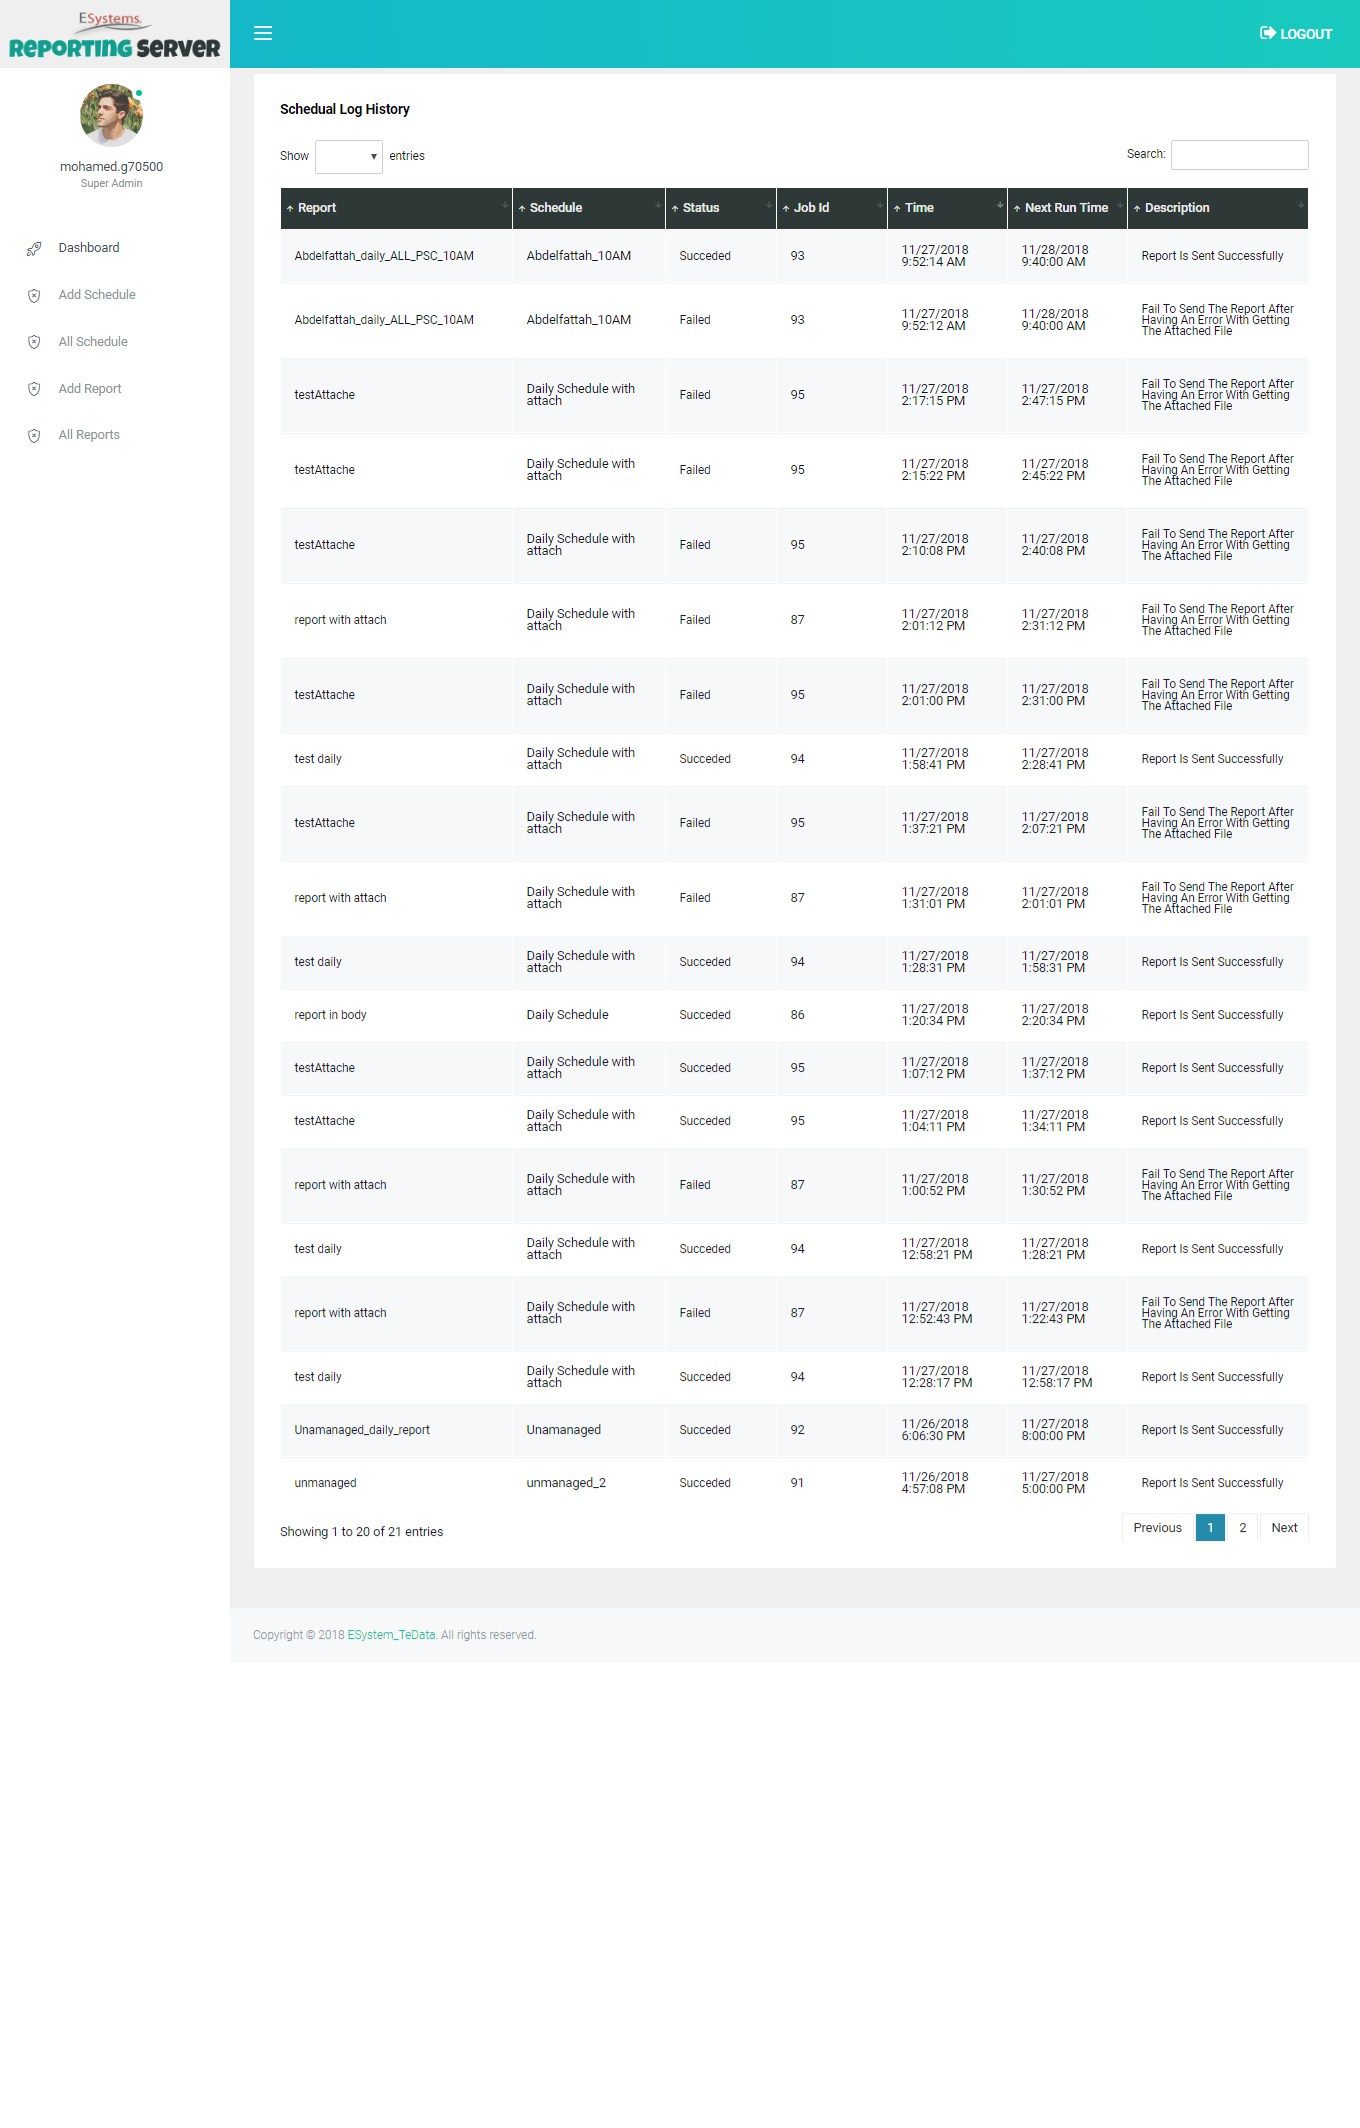 ESystems.
REPORTING SERVER
LOGOUT
mohamed.g70500
Super Admin
Dashboard
Add Schedule
All Schedule
Add Report
All Reports
Schedual Log History
Show entries Search:
Report Schedule Status Job Id Time Next Run Time Description
Abdelfattah_daily_ALL_PSC_10AM Abdelfattah_10AM Succeded 93 11/27/2018 9:52:14 AM 11/28/2018 9:40:00 AM Report Is Sent Successfully
Abdelfattah_daily_ALL_PSC_10AM Abdelfattah_10AM Failed 93 11/27/2018 9:52:12 AM 11/28/2018 9:40:00 AM Fail To Send The Report After Having An Error With Getting The Attached File
testAttache Daily Schedule with attach Failed 95 11/27/2018 2:17:15 PM 11/27/2018 2:47:15 PM Fail To Send The Report After Having An Error With Getting The Attached File
testAttache Daily Schedule with attach Failed 95 11/27/2018 2:15:22 PM 11/27/2018 2:45:22 PM Fail To Send The Report After Having An Error With Getting The Attached File
testAttache Daily Schedule with attach Failed 95 11/27/2018 2:10:08 PM 11/27/2018 2:40:08 PM Fail To Send The Report After Having An Error With Getting The Attached File
report with attach Daily Schedule with attach Failed 87 11/27/2018 2:01:12 PM 11/27/2018 2:31:12 PM Fail To Send The Report After Having An Error With Getting The Attached File
testAttache Daily Schedule with attach Failed 95 11/27/2018 2:01:00 PM 11/27/2018 2:31:00 PM Fail To Send The Report After Having An Error With Getting The Attached File
test daily Daily Schedule with attach Succeded 94 11/27/2018 1:58:41 PM 11/27/2018 2:28:41 PM Report Is Sent Successfully
testAttache Daily Schedule with attach Failed 95 11/27/2018 1:37:21 PM 11/27/2018 2:07:21 PM Fail To Send The Report After Having An Error With Getting The Attached File
report with attach Daily Schedule with attach Failed 87 11/27/2018 1:31:01 PM 11/27/2018 2:01:01 PM Fail To Send The Report After Having An Error With Getting The Attached File
test daily Daily Schedule with attach Succeded 94 11/27/2018 1:28:31 PM 11/27/2018 1:58:31 PM Report Is Sent Successfully
report in body Daily Schedule Succeded 86 11/27/2018 1:20:34 PM 11/27/2018 2:20:34 PM Report Is Sent Successfully
testAttache Daily Schedule with attach Succeded 95 11/27/2018 1:07:12 PM 11/27/2018 1:37:12 PM Report Is Sent Successfully
testAttache Daily Schedule with attach Succeded 95 11/27/2018 1:04:11 PM 11/27/2018 1:34:11 PM Report Is Sent Successfully
report with attach Daily Schedule with attach Failed 87 11/27/2018 1:00:52 PM 11/27/2018 1:30:52 PM Fail To Send The Report After Having An Error With Getting The Attached File
test daily Daily Schedule with attach Succeded 94 11/27/2018 12:58:21 PM 11/27/2018 1:28:21 PM Report Is Sent Successfully
report with attach Daily Schedule with attach Failed 87 11/27/2018 12:52:43 PM 11/27/2018 1:22:43 PM Fail To Send The Report After Having An Error With Getting The Attached File
test daily Daily Schedule with attach Succeded 94 11/27/2018 12:28:17 PM 11/27/2018 12:58:17 PM Report Is Sent Successfully
Unamanaged_daily_report Unamanaged Succeded 92 11/26/2018 6:06:30 PM 11/27/2018 8:00:00 PM Report Is Sent Successfully
unmanaged unmanaged_2 Succeded 91 11/26/2018 4:57:08 PM 11/27/2018 5:00:00 PM Report Is Sent Successfully
Showing 1 to 20 of 21 entries
Previous 1 2 Next
Copyright © 2018 ESystem_TeData. All rights reserved.